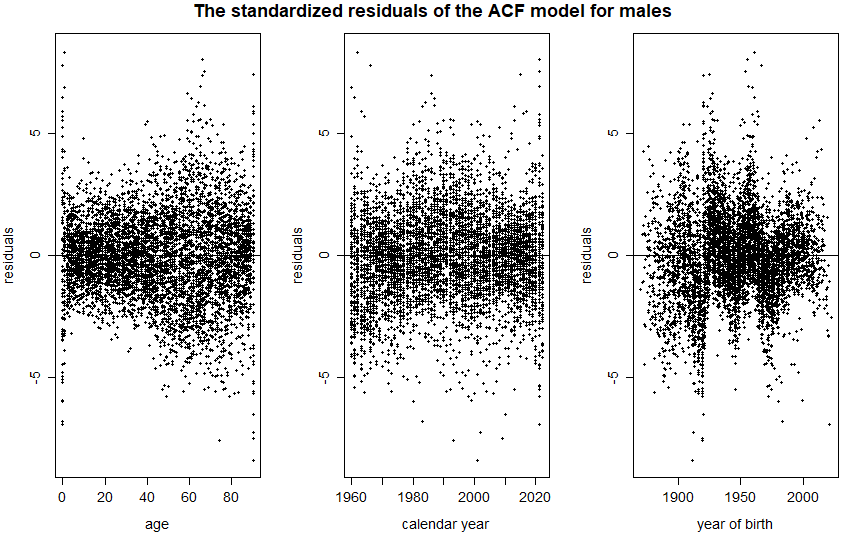 The standardized residuals of the ACF model for males
residuals
-5 0 5
0 20 40 60 80
age
residuals
-5 0 5
1960 1980 2000 2020
calendar year
residuals
-5 0 5
1900 1950 2000
year of birth